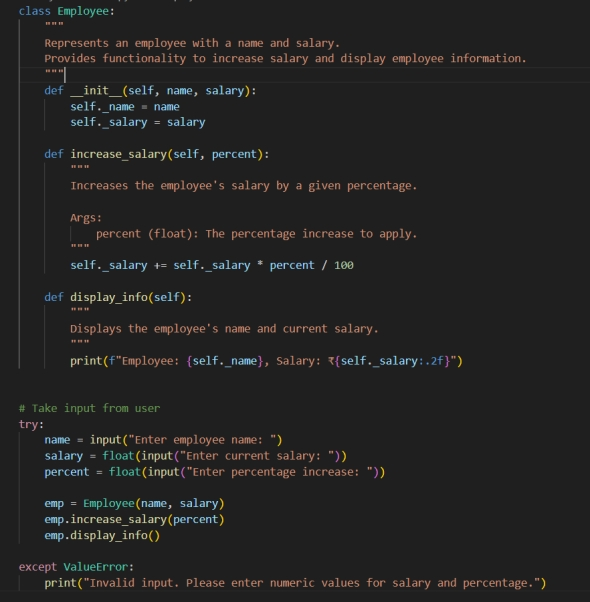 class Employee:
    """
    Represents an employee with a name and salary.
    Provides functionality to increase salary and display employee information.
    """
    def __init__(self, name, salary):
        self._name = name
        self._salary = salary

    def increase_salary(self, percent):
        """
        Increases the employee's salary by a given percentage.

        Args:
            percent (float): The percentage increase to apply.
        """
        self._salary += self._salary * percent / 100

    def display_info(self):
        """
        Displays the employee's name and current salary.
        """
        print(f"Employee: {self._name}, Salary: ₹{self._salary:.2f}")


# Take input from user
try:
    name = input("Enter employee name: ")
    salary = float(input("Enter current salary: "))
    percent = float(input("Enter percentage increase: "))

    emp = Employee(name, salary)
    emp.increase_salary(percent)
    emp.display_info()

except ValueError:
    print("Invalid input. Please enter numeric values for salary and percentage.")